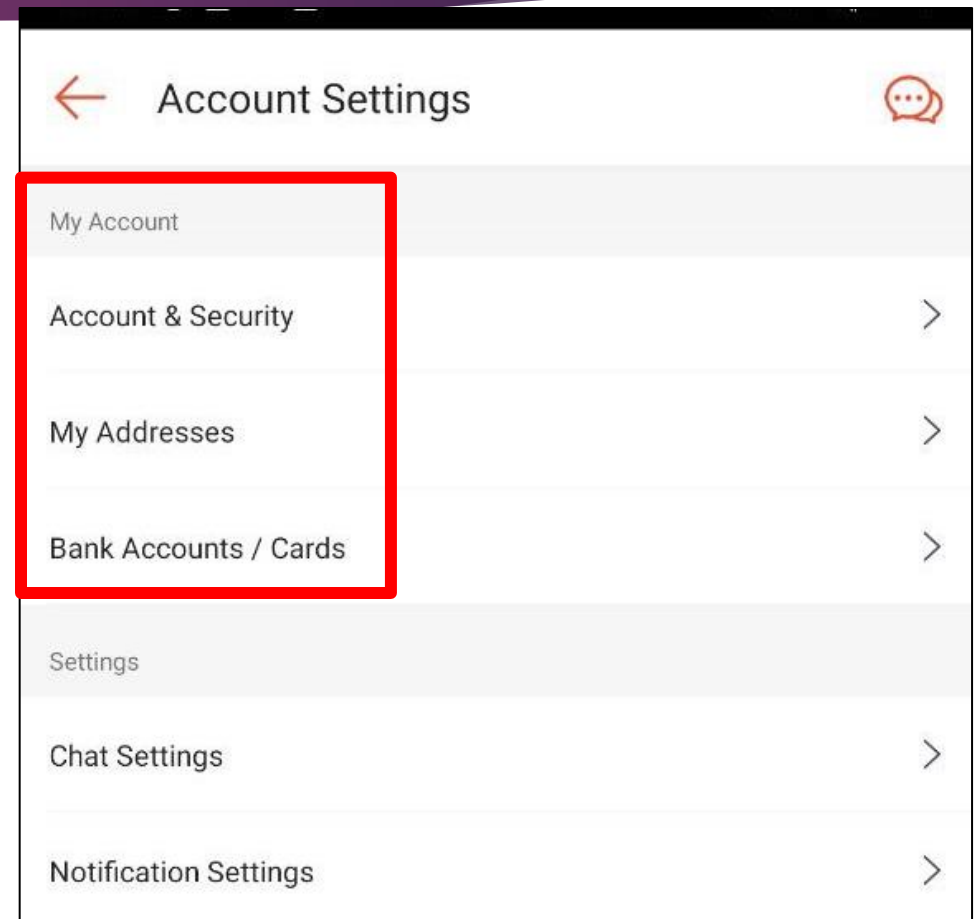 Account Settings
My Account
Account & Security
My Addresses
Bank Accounts / Cards
Settings
Chat Settings
Notification Settings